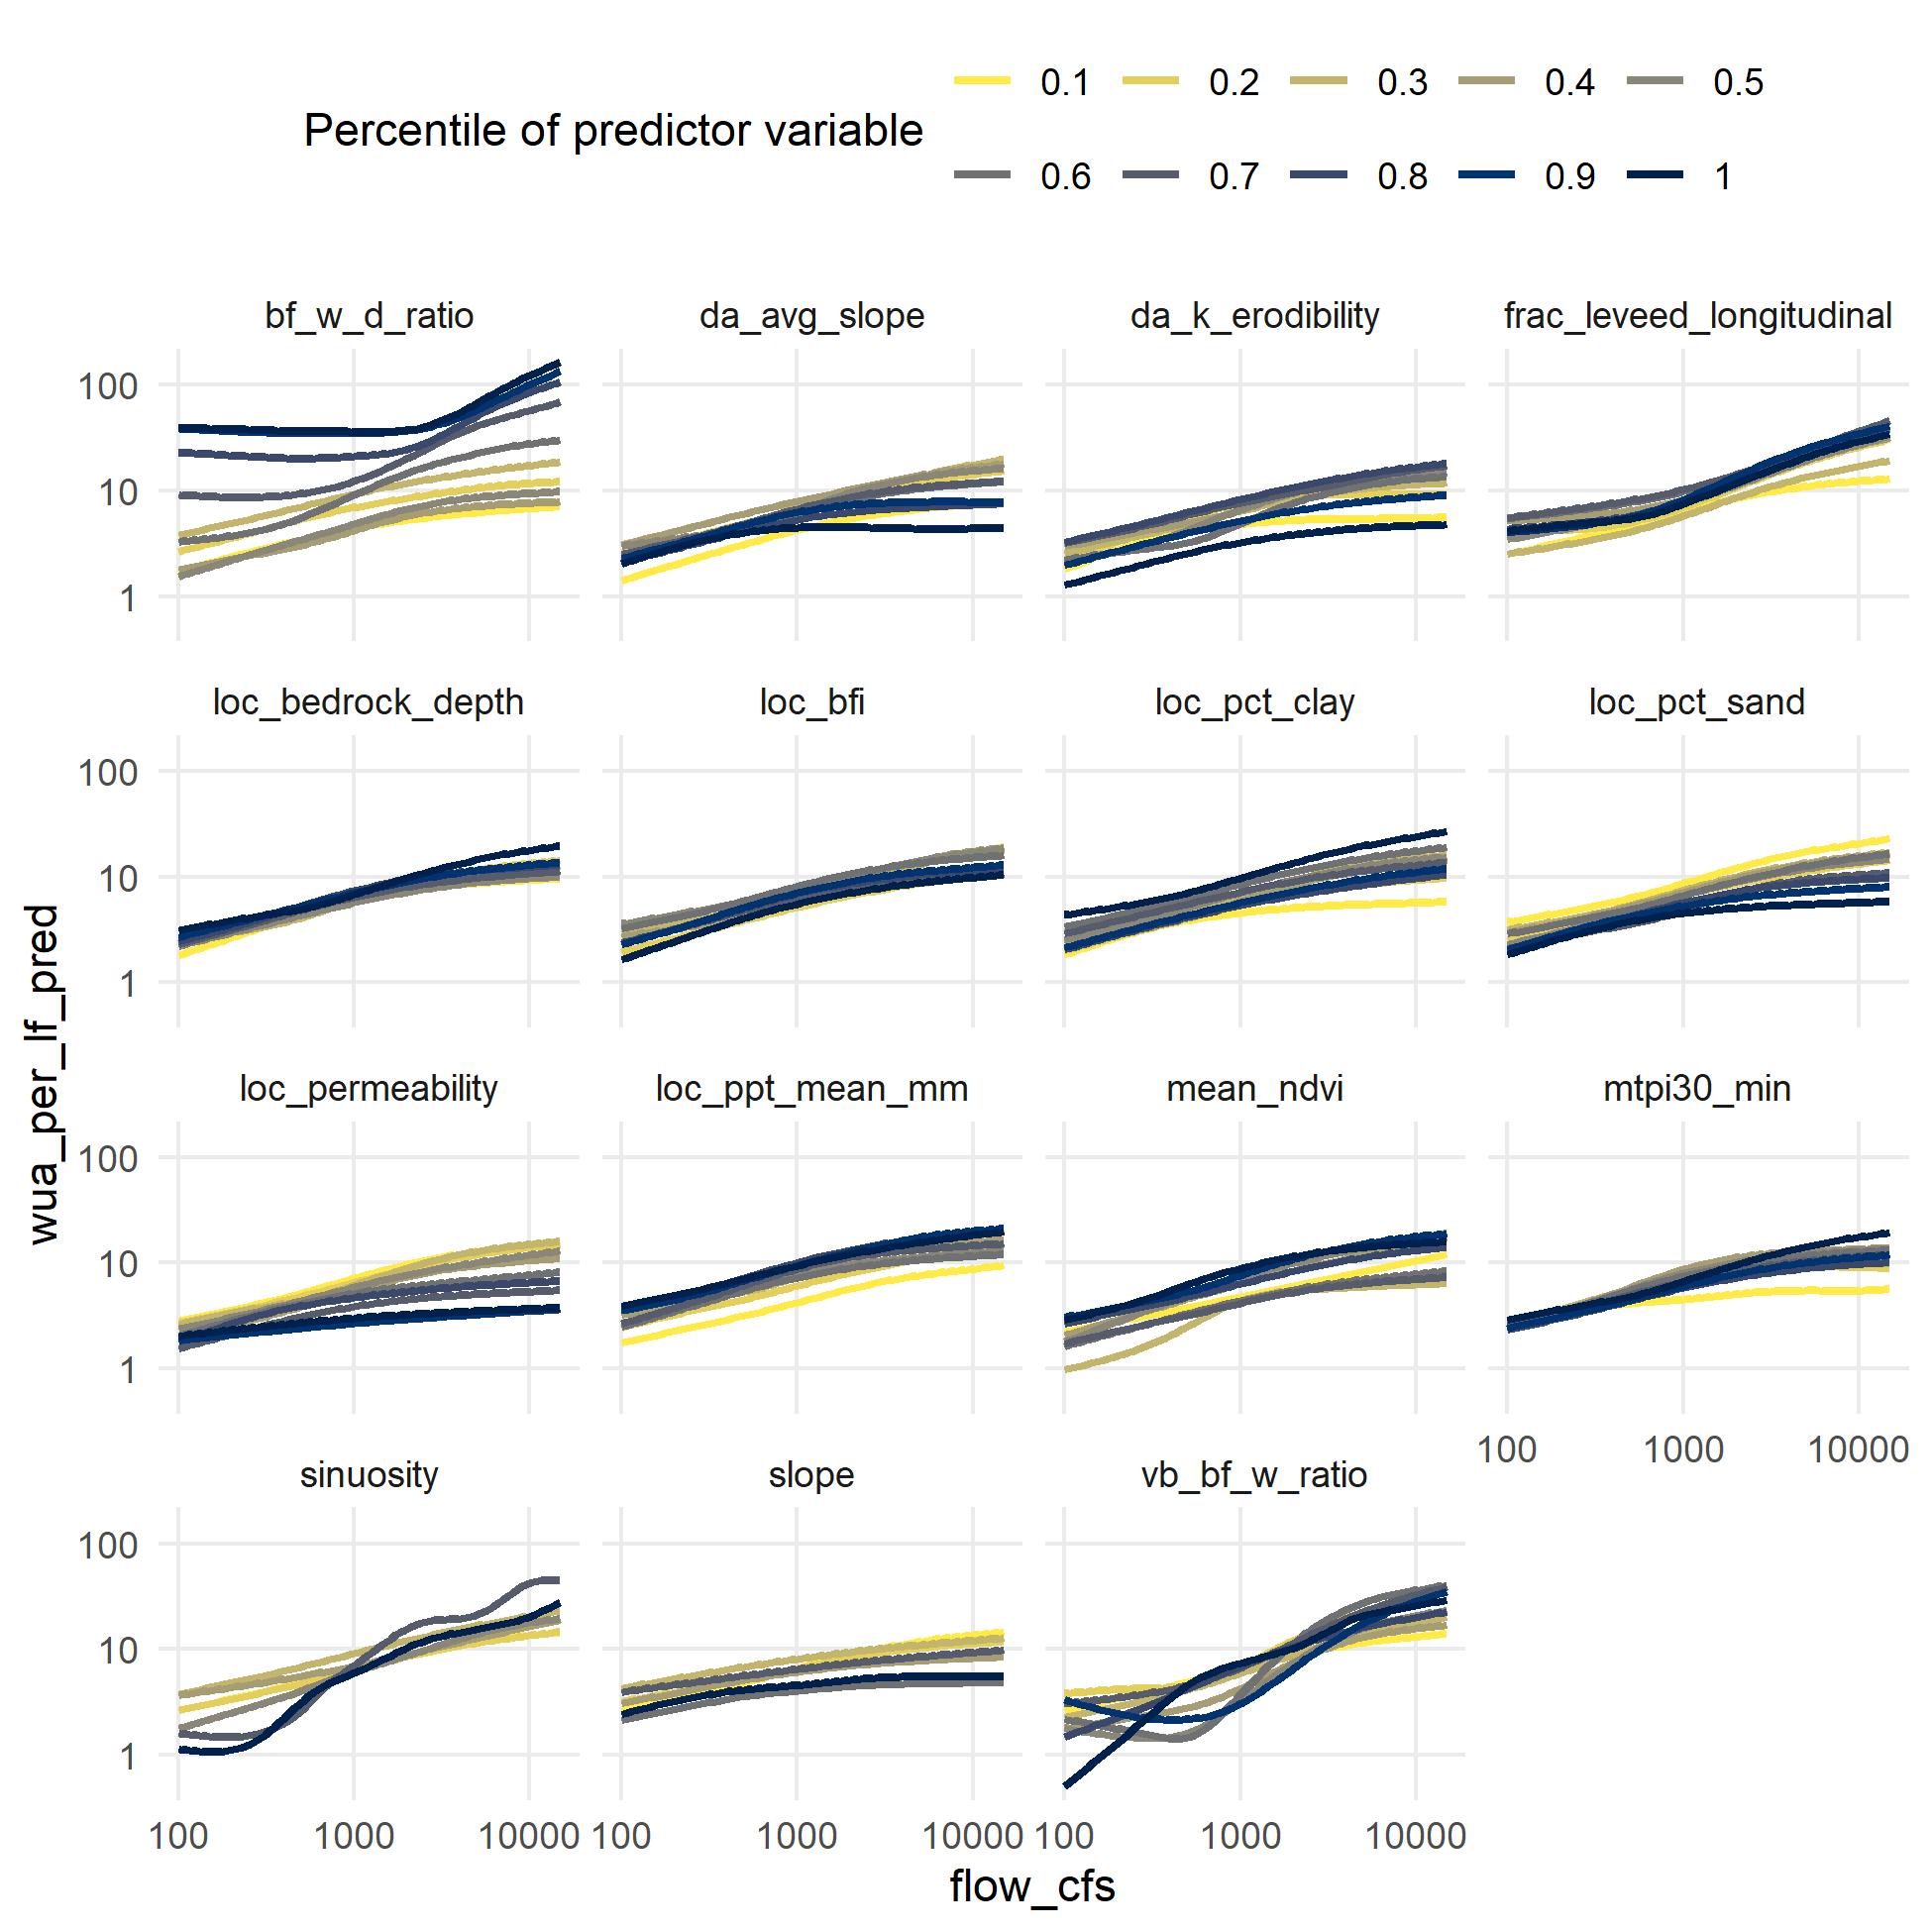 0.1 0.2 0.3 0.4 0.5
Percentile of predictor variable
0.6 0.7 0.8 0.9 1
bf_w_d_ratio da_avg_slope da_k_erodibility frac_leveed_longitudinal
100
10
1
loc_bedrock_depth loc_bfi loc_pct_clay loc_pct_sand
100
10
1
wua_per_lf_pred
loc_permeability loc_ppt_mean_mm mean_ndvi mtpi30_min
100
10
1
100 1000 10000
sinuosity slope vb_bf_w_ratio
100
10
1
100 1000 10000 100 1000 10000 100 1000 10000
flow_cfs